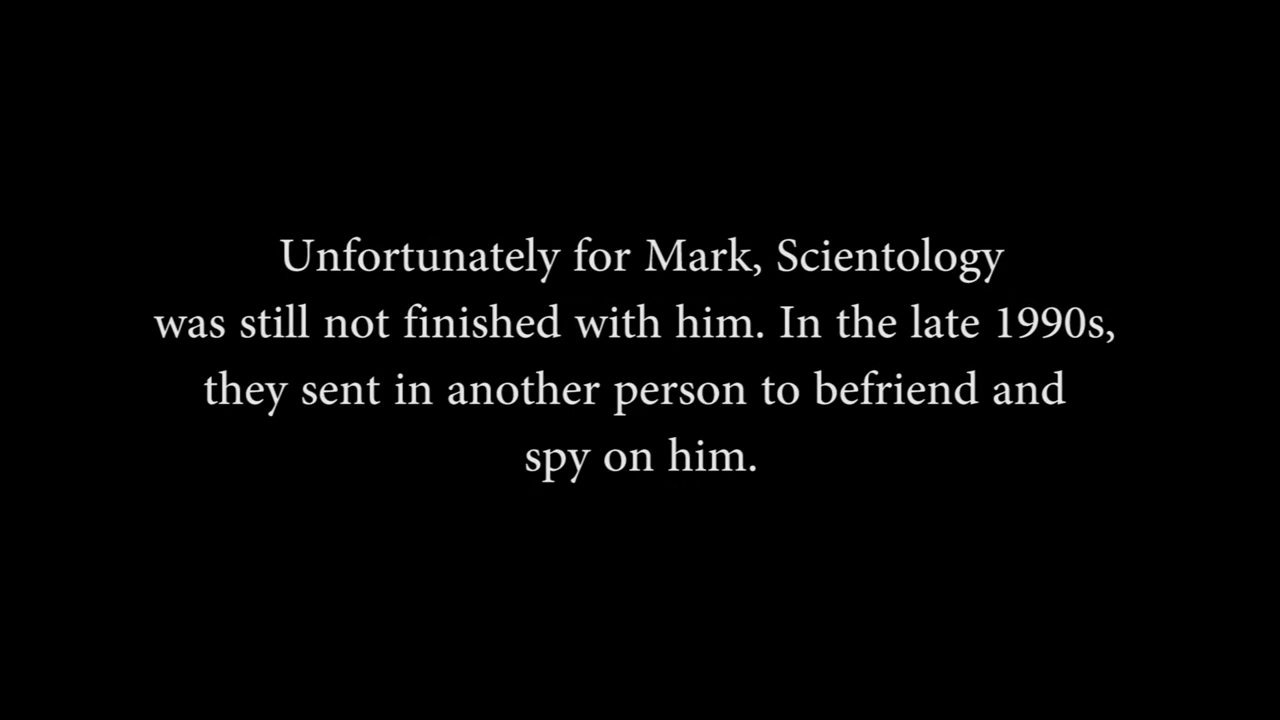 Unfortunately for Mark, Scientology
was still not finished with him. In the late 1990s,
they sent in another person to befriend and
spy on him.